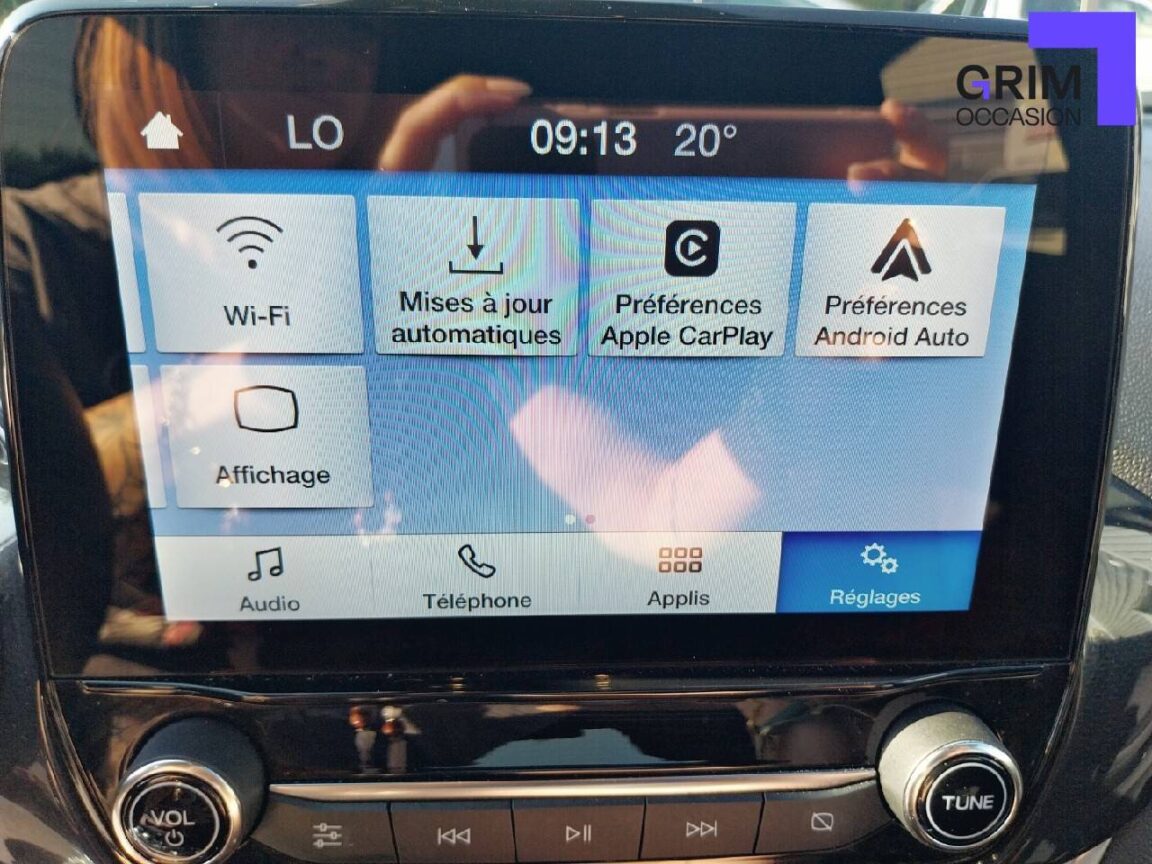 GRIM
OCCASION
LO 09:13 20°
Wi-Fi
Mises à jour
automatiques
Préférences
Apple CarPlay
Préférences
Android Auto
Affichage
Audio
Téléphone
Applis
Réglages
VOL
TUNE